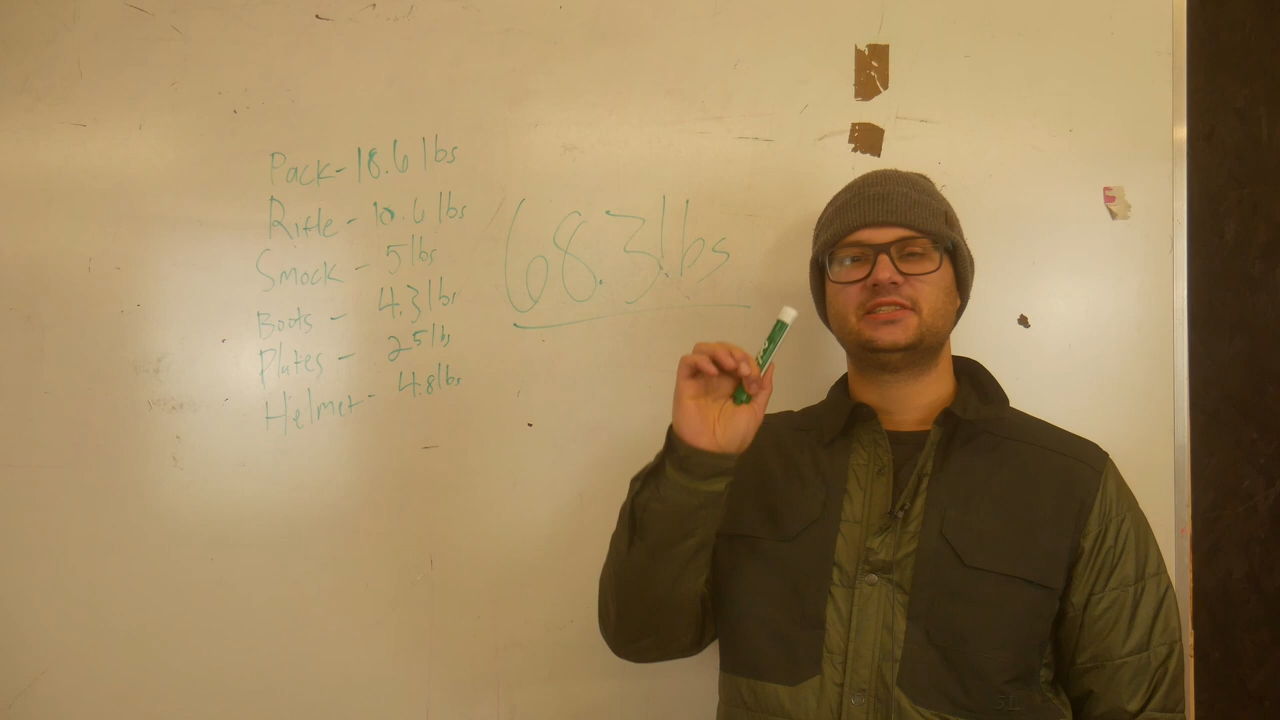 Pack - 18.6 lbs
Rifle - 10.6 lbs
Smock - 5 lbs
Boots - 4.3 lbs
Plates - 25 lbs
Helmet - 4.8 lbs
68.3 lbs